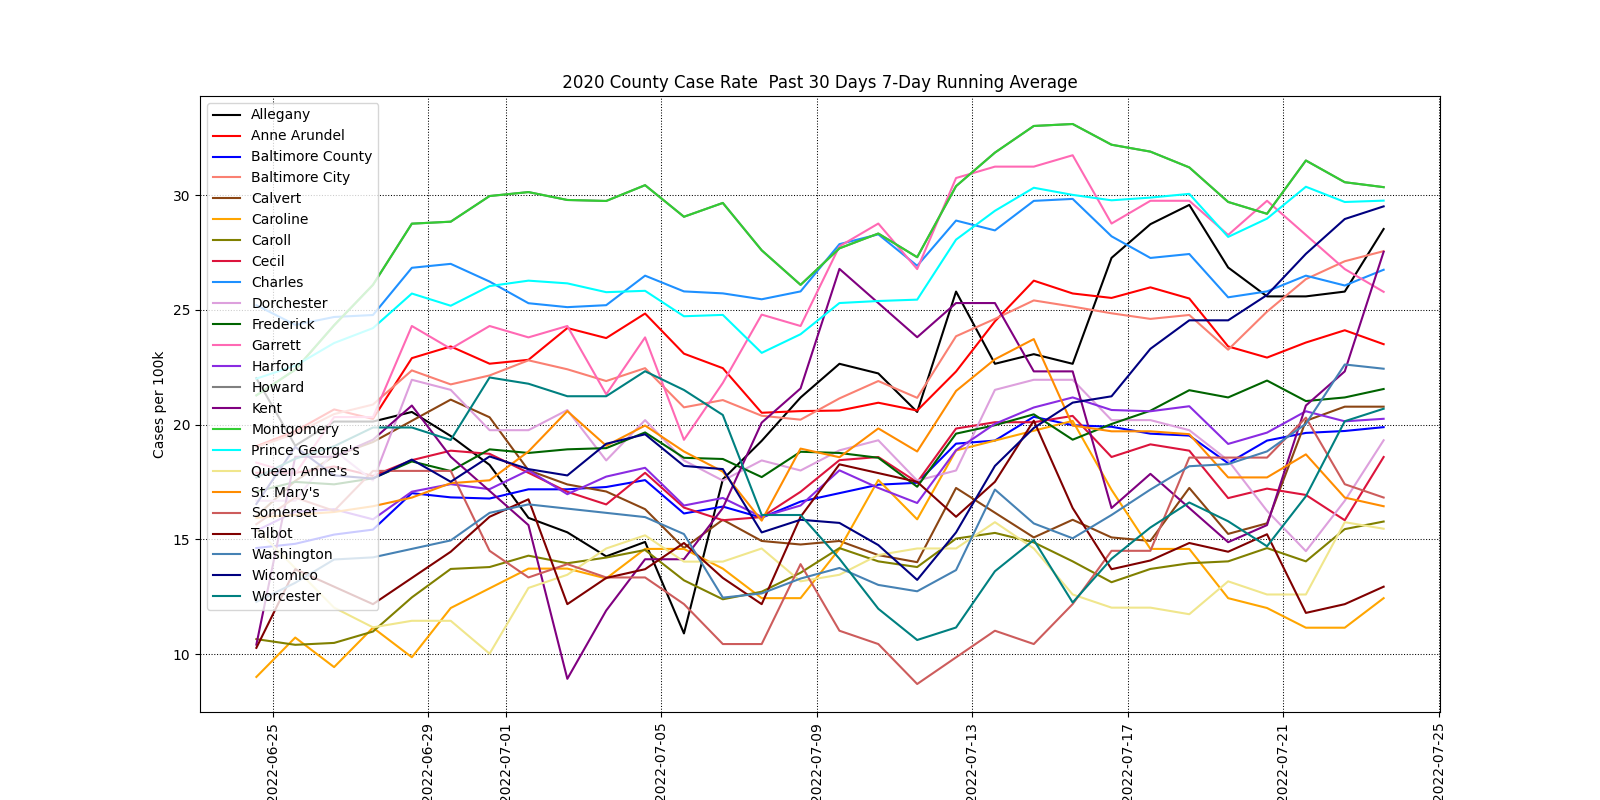 2020 County Case Rate  Past 30 Days 7-Day Running Average
Cases per 100k
30
25
20
15
10
Allegany
Anne Arundel
Baltimore County
Baltimore City
Calvert
Caroline
Caroll
Cecil
Charles
Dorchester
Frederick
Garrett
Harford
Howard
Kent
Montgomery
Prince George's
Queen Anne's
St. Mary's
Somerset
Talbot
Washington
Wicomico
Worcester
2022-06-25
2022-06-29
2022-07-01
2022-07-05
2022-07-09
2022-07-13
2022-07-17
2022-07-21
2022-07-25